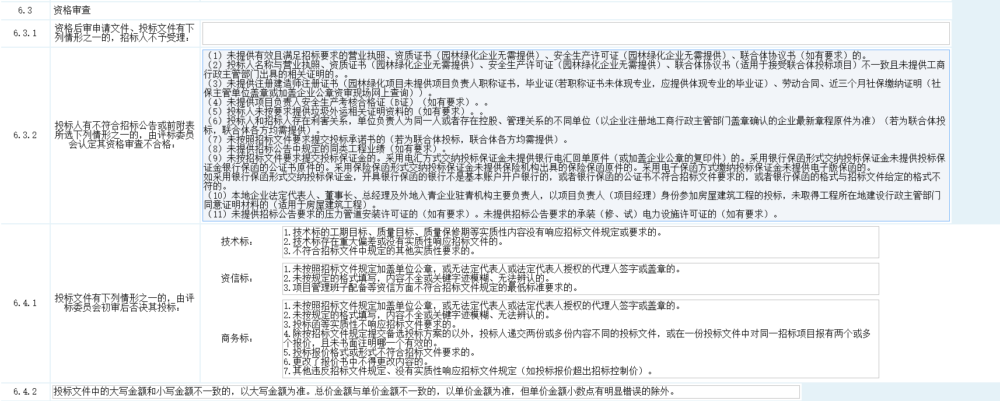 6.3 资格审查
6.3.1 资格后审申请文件、投标文件有下
列情形之一的，招标人不予受理：
6.3.2 投标人有不符合招标公告或前附表
所选下列情形之一的，由评标委员
会认定其资格审查不合格：
（1）未提供有效且满足招标要求的营业执照、资质证书（园林绿化企业无需提供）、安全生产许可证（园林绿化企业无需提供）、联合体协议书（如有要求）的。
（2）投标人名称与营业执照、资质证书（园林绿化企业无需提供）、安全生产许可证（园林绿化企业无需提供）、联合体协议书（适用于接受联合体投标项目）不一致且未提供工商
行政主管部门出具的相关证明的。。
（3）未提供注册建造师注册证书（园林绿化项目未提供项目负责人职称证书，毕业证(若职称证书未体现专业，应提供体现专业的毕业证）、劳动合同、近三个月社保缴纳证明（社
保主管单位盖章或加盖企业公章资审现场网上查询））。
（4）未提供项目负责人安全生产考核合格证（B证）（如有要求）。。
（5）投标人未按要求提供垃圾外运相关证明资料的（如有要求）。。
（6）投标人和招标人存在利害关系，单位负责人为同一人或者存在控股、管理关系的不同单位（以企业注册地工商行政主管部门盖章确认的企业最新章程原件为准）（若为联合体投
标，联合体各方均需提供）。
（7）未按照招标文件要求提交投标承诺书的（若为联合体投标，联合体各方均需提供）。
（8）未提供招标公告中规定的同类工程业绩（如有要求）。
（9）未按招标文件要求提交投标保证金的。采用电汇方式交纳投标保证金未提供银行电汇回单原件（或加盖企业公章的复印件）的。采用银行保函形式交纳投标保证金未提供投标保
证金银行保函的公证书原件的。采用保险保函形式交纳投标保证金未提供保险机构出具的保险保函原件的。采用电子保函方式缴纳投标保证金未提供电子版保函的。
如采用银行保函形式交纳投标保证金，开具银行保函的银行不是基本账户开户银行的，或者银行保函的公证书不符合招标文件要求的，或者银行保函的格式与招标文件给定的格式不
符的。
（10）本地企业法定代表人、董事长、总经理及外地入青企业驻青机构主要负责人，以项目负责人（项目经理）身份参加房屋建筑工程的投标，未取得工程所在地建设行政主管部门
同意证明材料的（适用于房屋建筑工程）。
（11）未提供招标公告要求的压力管道安装许可证的（如有要求）。未提供招标公告要求的承装（修、试）电力设施许可证的（如有要求）。
6.4.1 投标文件有下列情形之一的，由评
标委员会初审后否决其投标：
技术标：
1.技术标的工期目标、质量目标、质量保修期等实质性内容没有响应招标文件规定或要求的。
2.技术标存在重大偏差或没有实质性响应招标文件的。
3.不符合招标文件中规定的其他实质性要求的。
资信标：
1.未按照招标文件规定加盖单位公章，或无法定代表人或法定代表人授权的代理人签字或盖章的。
2.未按规定的格式填写，内容不全或关键字迹模糊、无法辨认的。
3.项目管理班子配备等资信方面不符合招标文件规定的最低标准要求的。
商务标：
1.未按照招标文件规定加盖单位公章，或无法定代表人或法定代表人授权的代理人签字或盖章的。
2.未按规定的格式填写，内容不全或关键字迹模糊、无法辨认的。
3.投标函等实质性不响应招标文件要求的。
4.除按招标文件规定提交备选投标方案的以外，投标人递交两份或多份内容不同的投标文件，或在一份投标文件中对同一招标项目报有两个或多
个报价，且未书面注明哪一个有效的。
5.投标报价格式或形式不符合招标文件要求的。
6.更改了报价书中不得更改内容的。
7.其他违反招标文件规定、没有实质性响应招标文件规定（如投标报价超出招标控制价）。
6.4.2 投标文件中的大写金额和小写金额不一致的，以大写金额为准。总价金额与单价金额不一致的，以单价金额为准，但单价金额小数点有明显错误的除外。